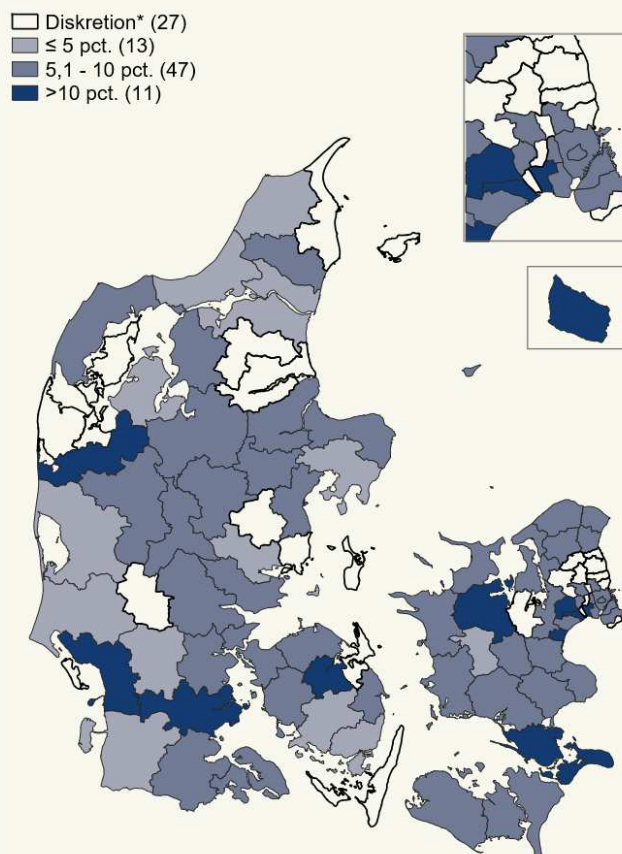 Diskretion* (27)
≤ 5 pct. (13)
5,1 - 10 pct. (47)
>10 pct. (11)